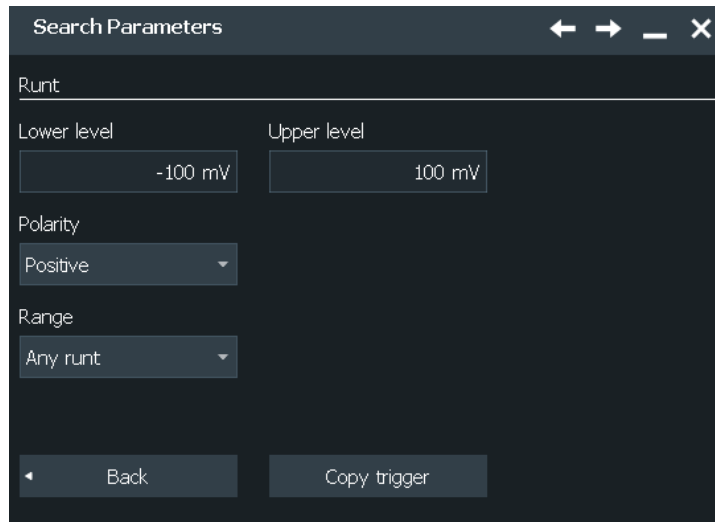 Search Parameters
Runt
Lower level Upper level
-100 mV 100 mV
Polarity
Positive
Range
Any runt
Back Copy trigger